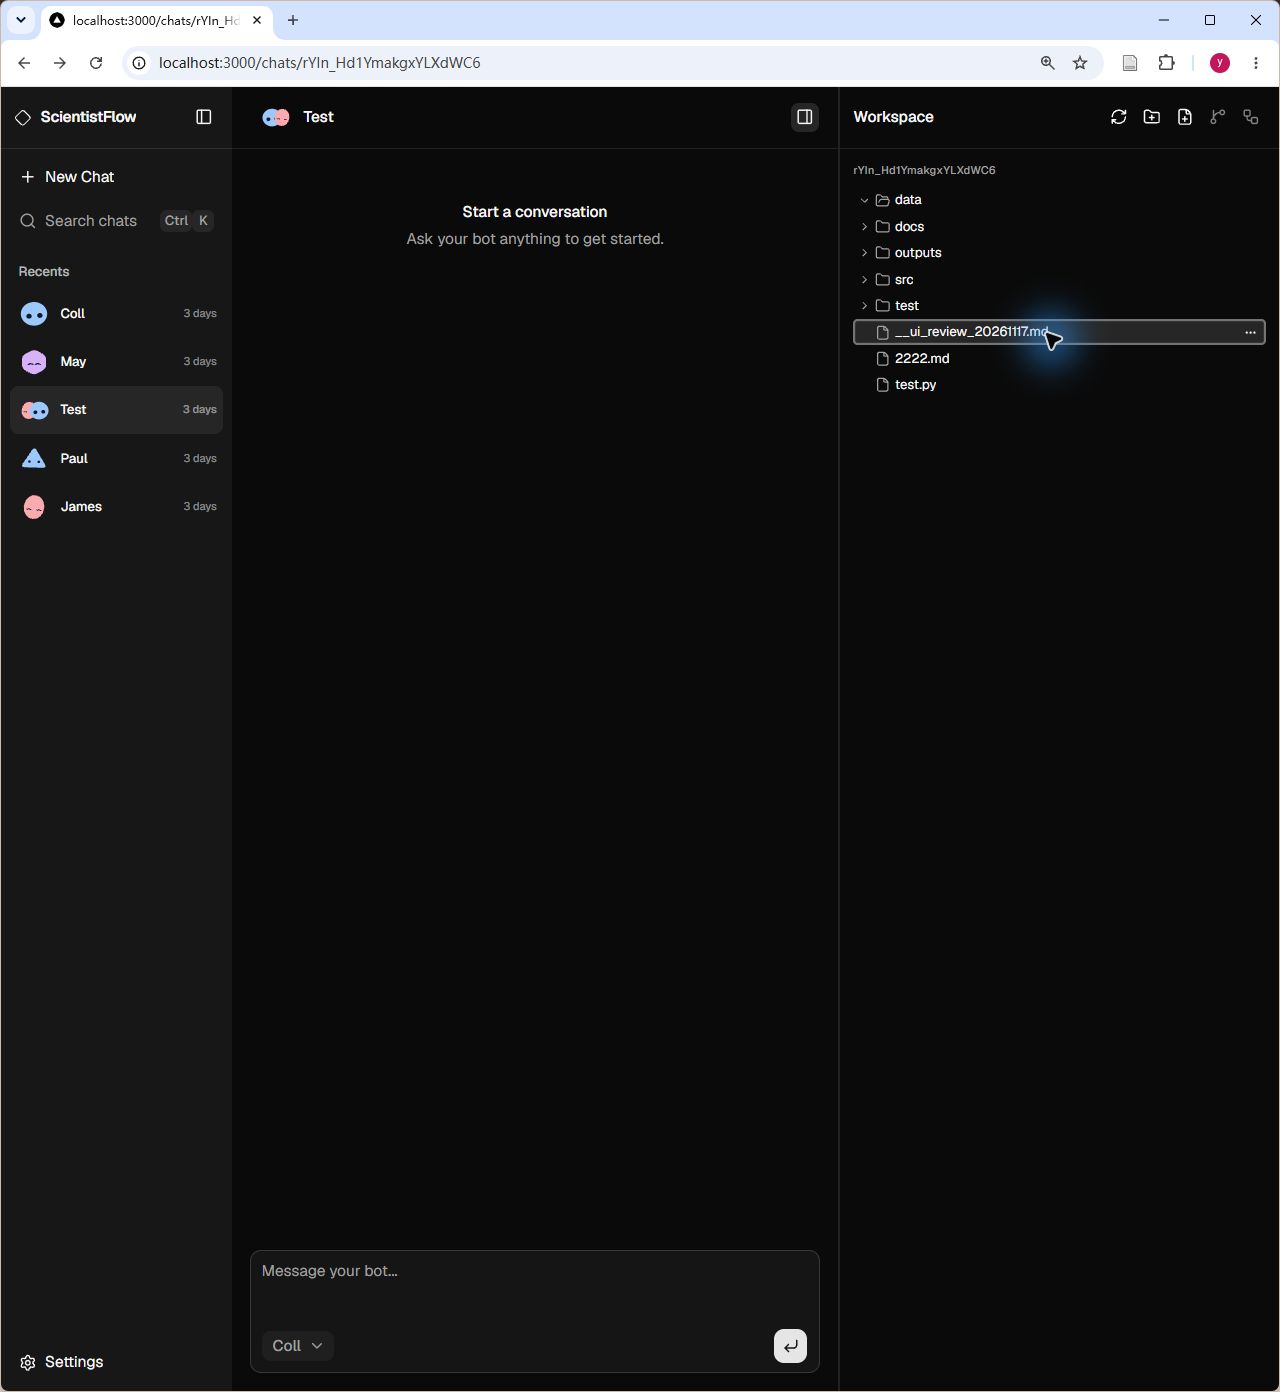 localhost:3000/chats/rYIn_Hd
localhost:3000/chats/rYIn_Hd1YmakgxYLXdWC6
y
ScientistFlow
New Chat
Search chats Ctrl K
Recents
Coll 3 days
May 3 days
Test 3 days
Paul 3 days
James 3 days
Settings
Test
Start a conversation
Ask your bot anything to get started.
Message your bot...
Coll
Workspace
rYIn_Hd1YmakgxYLXdWC6
data
docs
outputs
src
test
__ui_review_20261117.md
2222.md
test.py